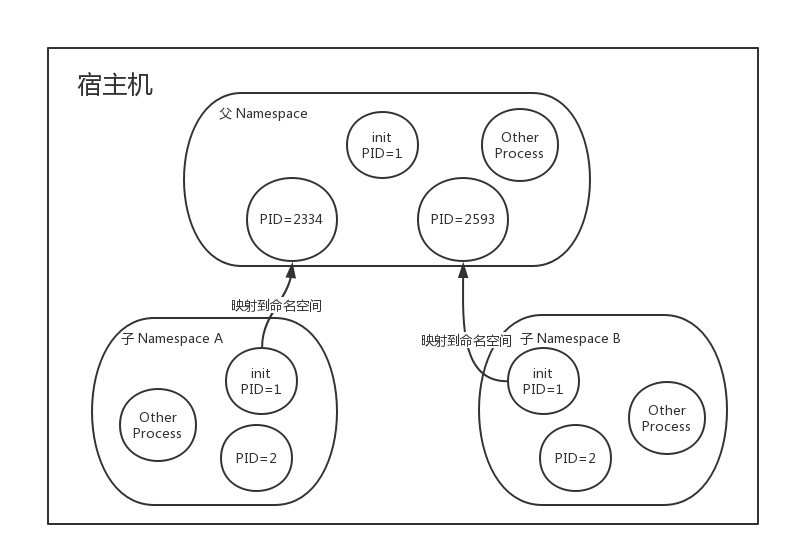 宿主机
父 Namespace
init
PID=1
Other
Process
PID=2334
PID=2593
映射到命名空间
映射到命名空间
子 Namespace A
init
PID=1
Other
Process
PID=2
子 Namespace B
init
PID=1
Other
Process
PID=2